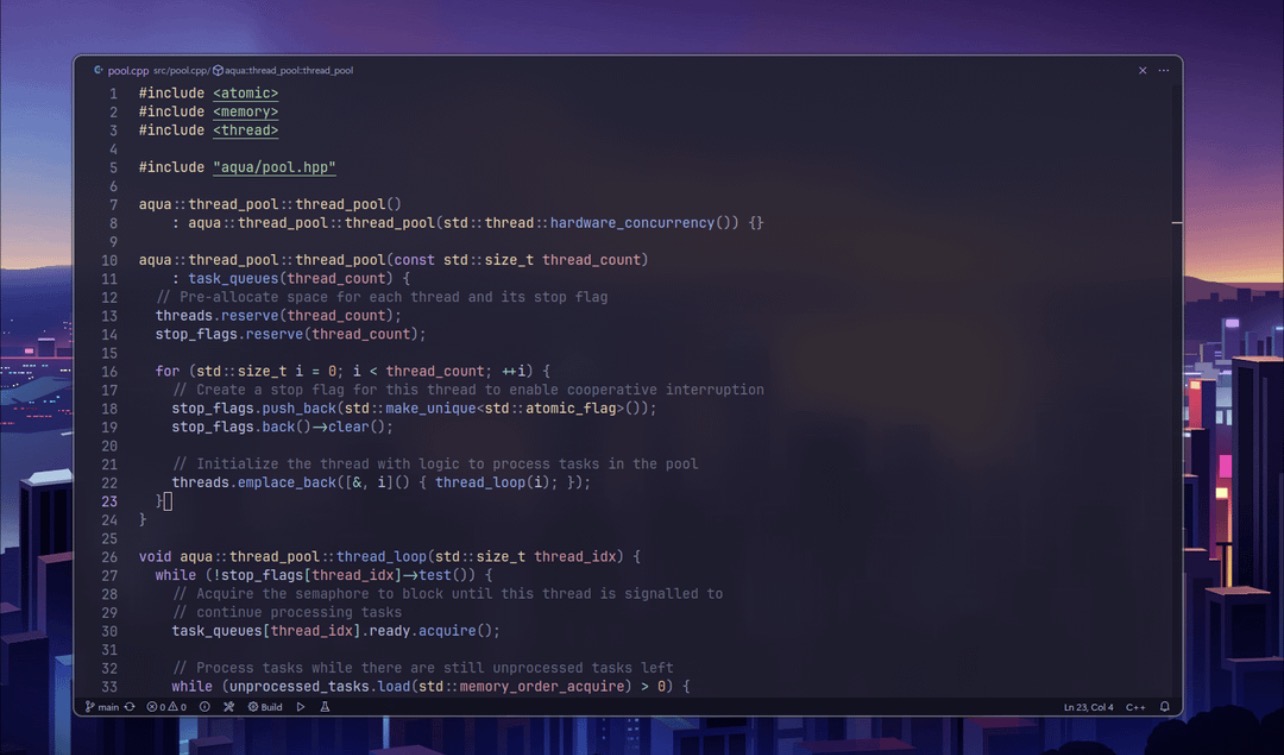 pool.cpp src/pool.cpp/ aqua::thread_pool::thread_pool
1 #include <atomic>
2 #include <memory>
3 #include <thread>
4
5 #include "aqua/pool.hpp"
6
7 aqua::thread_pool::thread_pool()
8 : aqua::thread_pool::thread_pool(std::thread::hardware_concurrency()) {}
9
10 aqua::thread_pool::thread_pool(const std::size_t thread_count)
11 : task_queues(thread_count) {
12 // Pre-allocate space for each thread and its stop flag
13 threads.reserve(thread_count);
14 stop_flags.reserve(thread_count);
15
16 for (std::size_t i = 0; i < thread_count; ++i) {
17 // Create a stop flag for this thread to enable cooperative interruption
18 stop_flags.push_back(std::make_unique<std::atomic_flag>());
19 stop_flags.back()->clear();
20
21 // Initialize the thread with logic to process tasks in the pool
22 threads.emplace_back([&, i]() { thread_loop(i); });
23 }
24 }
25
26 void aqua::thread_pool::thread_loop(std::size_t thread_idx) {
27 while (!stop_flags[thread_idx]->test()) {
28 // Acquire the semaphore to block until this thread is signalled to
29 // continue processing tasks
30 task_queues[thread_idx].ready.acquire();
31
32 // Process tasks while there are still unprocessed tasks left
33 while (unprocessed_tasks.load(std::memory_order_acquire) > 0) {
main 0 0 Build Ln 23, Col 4 C++